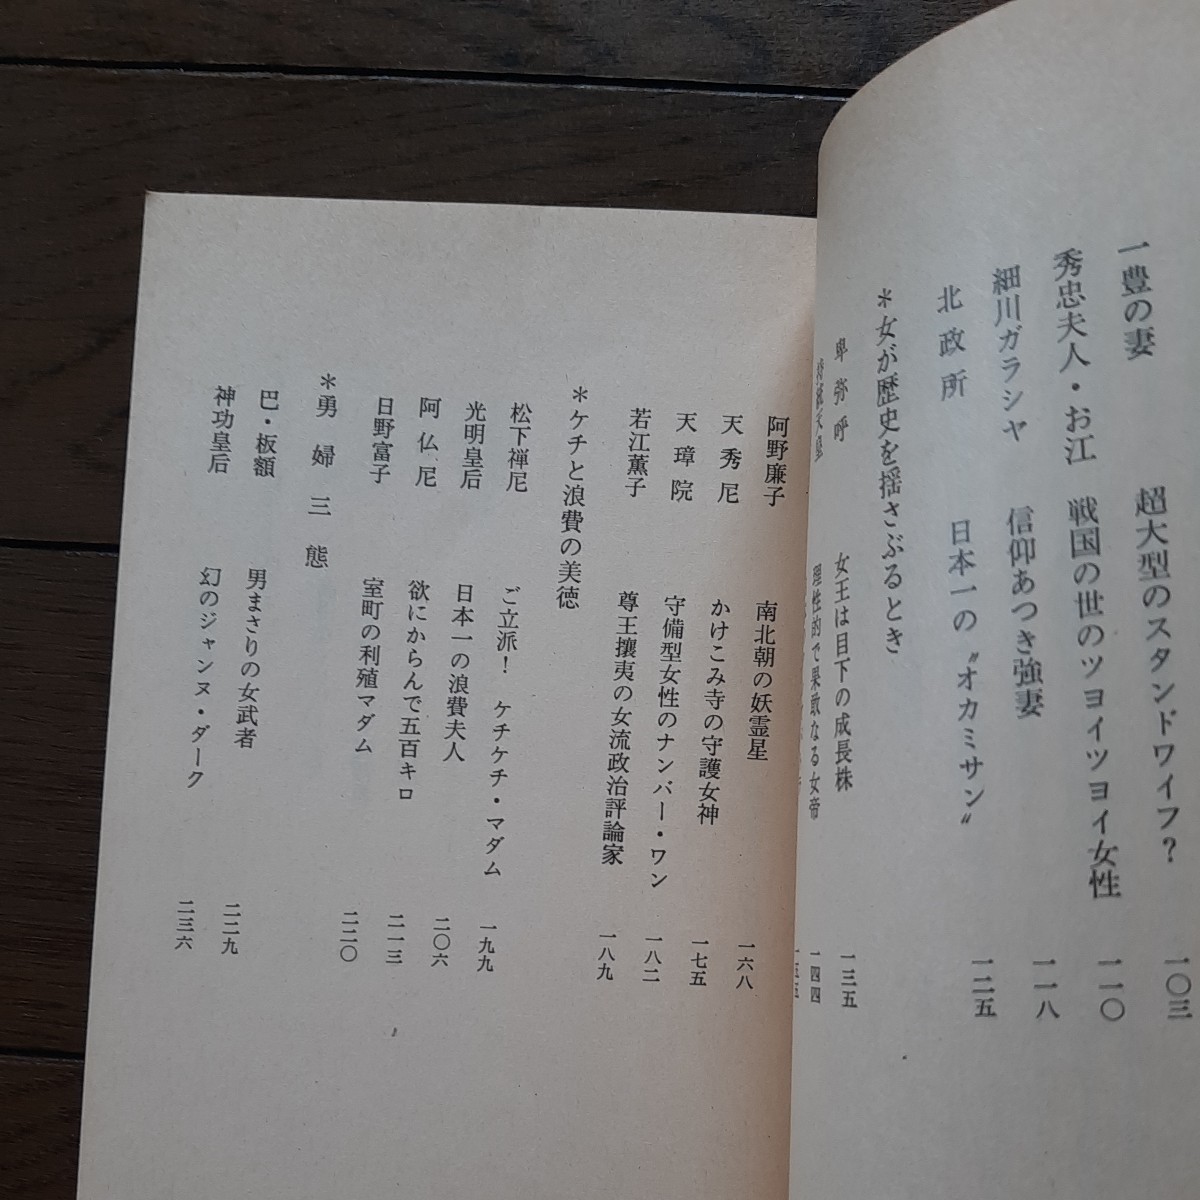 一豊の妻 超大型のスタンドワイフ? 一〇三
秀忠夫人・お江 戦国の世のツヨイツヨイ女性 一一〇
細川ガラシヤ 信仰あつき強妻 一一八
北政所 日本一の〝オカミサン〟 一二五
＊女が歴史を揺さぶるとき
卑弥呼 女王は目下の成長株 一三五
持統天皇 理性的で果敢なる女帝 一四四
一五五
阿野廉子 南北朝の妖霊星 一六八
天秀尼 かけこみ寺の守護女神 一七五
天璋院 守備型女性のナンバー・ワン 一八二
若江薫子 尊王攘夷の女流政治評論家 一八九
＊ケチと浪費の美徳
松下禅尼 ご立派! ケチケチ・マダム 一九九
光明皇后 日本一の浪費夫人 二〇六
阿仏尼 欲にからんで五百キロ 二一三
日野富子 室町の利殖マダム 二二〇
＊勇婦三態
巴・板額 男まさりの女武者 二二九
神功皇后 幻のジャンヌ・ダーク 二三六